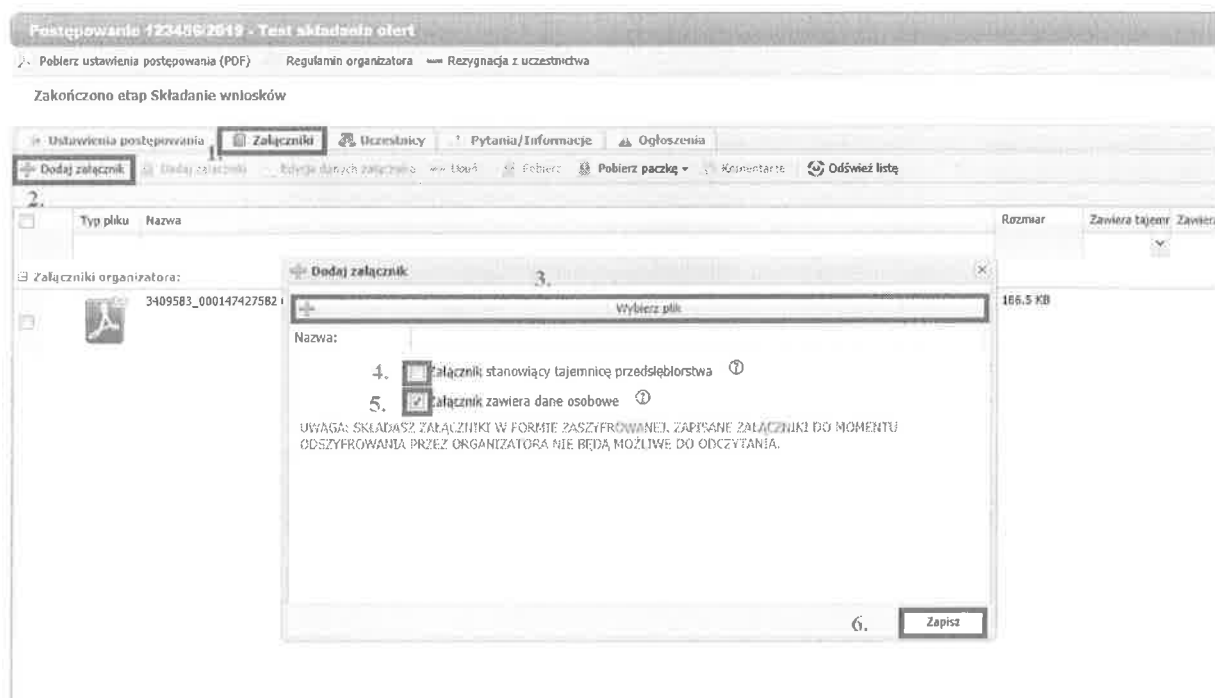 Postępowanie 123456/2019 - Test składania ofert
Pobierz ustawienia postępowania (PDF) Regulamin organizatora Rezygnacja z uczestnictwa
Zakończono etap Składanie wniosków
Ustawienia postępowania Załączniki Uczestnicy Pytania/Informacje Ogłoszenia
1.
Dodaj załącznik Dodaj załączniki Edycja danych załącznika Usuń Pobierz Pobierz paczkę Komentarze Odśwież listę
2.
Typ pliku Nazwa Rozmiar Zawiera tajemr Zawiera
Załączniki organizatora:
3409583_000147427582 166.5 KB
Dodaj załącznik
3.
Wybierz plik
Nazwa:
4. Załącznik stanowiący tajemnicę przedsiębiorstwa
5. Załącznik zawiera dane osobowe
UWAGA: SKŁADASZ ZAŁĄCZNIKI W FORMIE ZASZYFROWANEJ. ZAPISANE ZAŁĄCZNIKI DO MOMENTU
ODSZYFROWANIA PRZEZ ORGANIZATORA NIE BĘDĄ MOŻLIWE DO ODCZYTANIA.
6. Zapisz